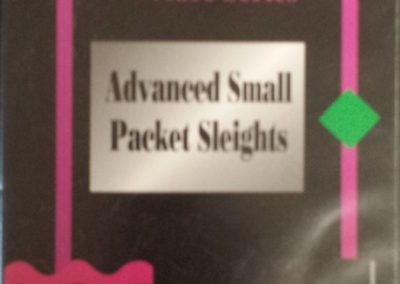 Advanced Small
Packet Sleights